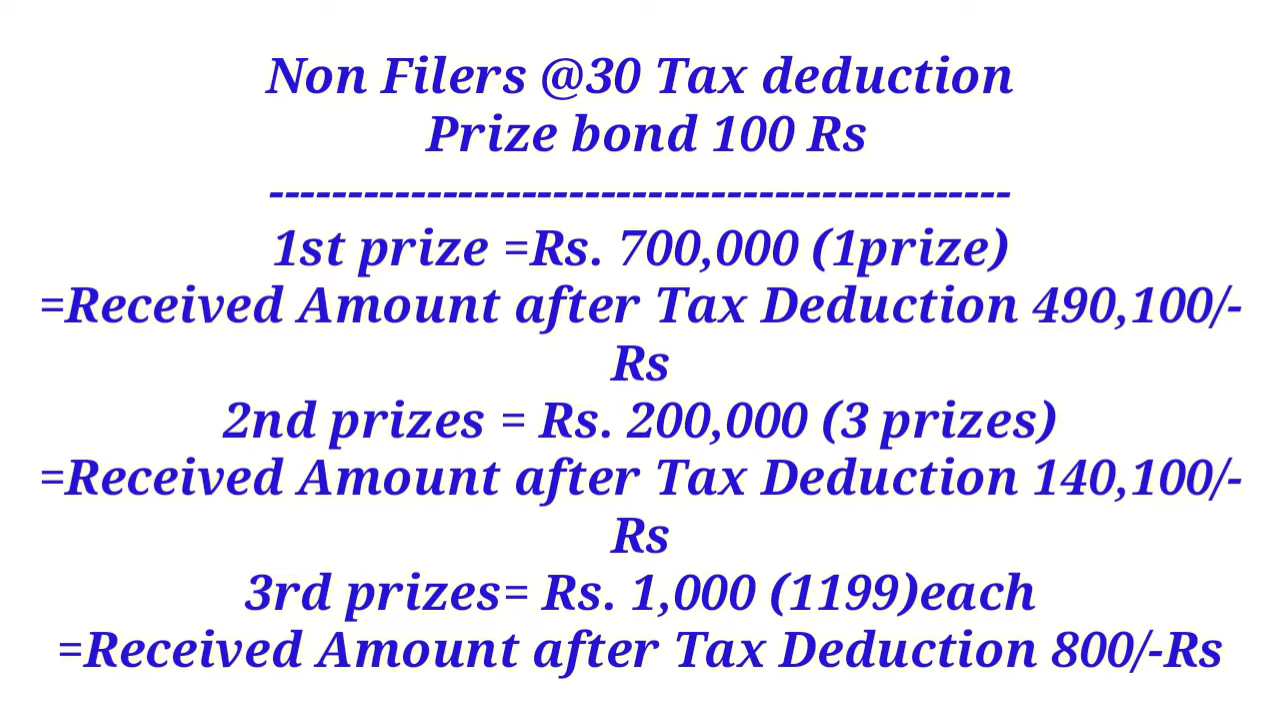 Non Filers @30 Tax deduction
Prize bond 100 Rs
-----------------------------------------------
1st prize =Rs. 700,000 (1prize)
=Received Amount after Tax Deduction 490,100/-
Rs
2nd prizes = Rs. 200,000 (3 prizes)
=Received Amount after Tax Deduction 140,100/-
Rs
3rd prizes= Rs. 1,000 (1199)each
=Received Amount after Tax Deduction 800/-Rs